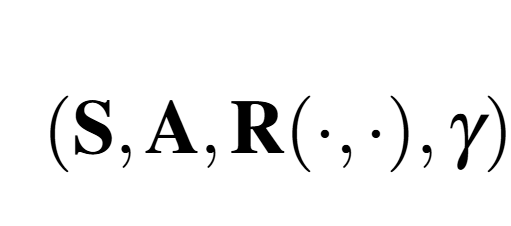 (S, A, R(·, ·), γ)